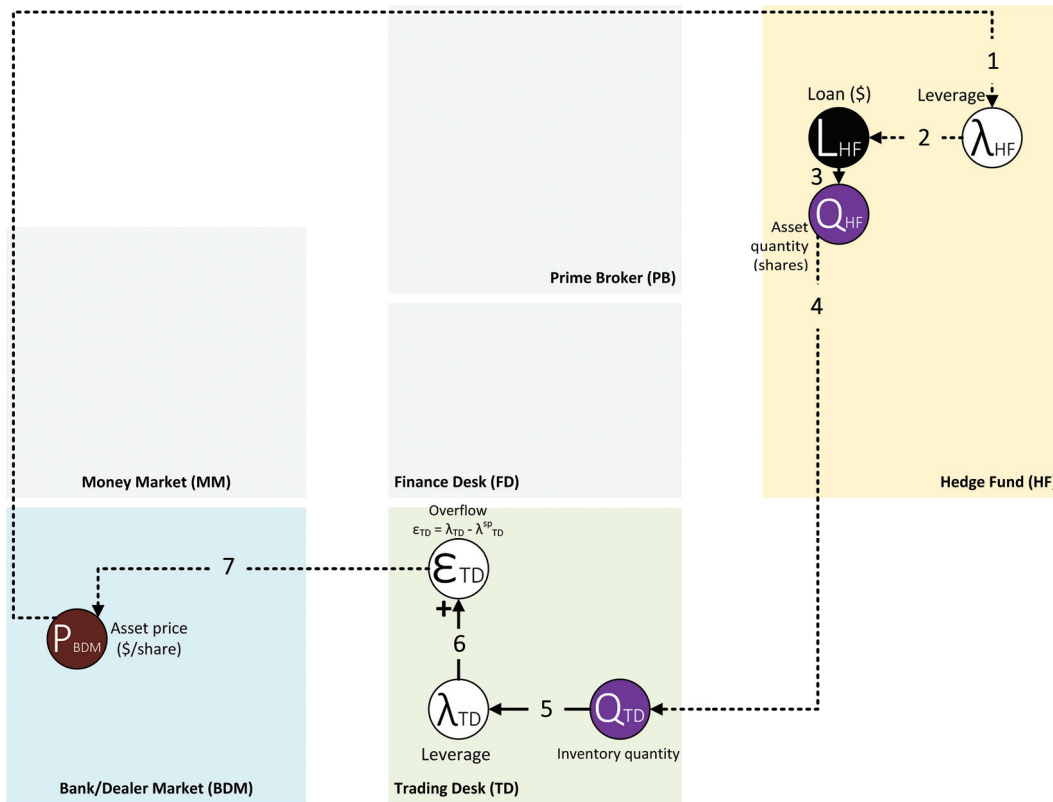 1
Loan ($)
Leverage
L HF
2
λ HF
3
Q HF
Asset
quantity
(shares)
Prime Broker (PB)
4
Money Market (MM)
Finance Desk (FD)
Hedge Fund (HF)
Overflow
ε TD = λ TD - λ sp TD
7
ε TD
+
P BDM
Asset price
($/share)
6
λ TD
5
Q TD
Leverage
Inventory quantity
Bank/Dealer Market (BDM)
Trading Desk (TD)